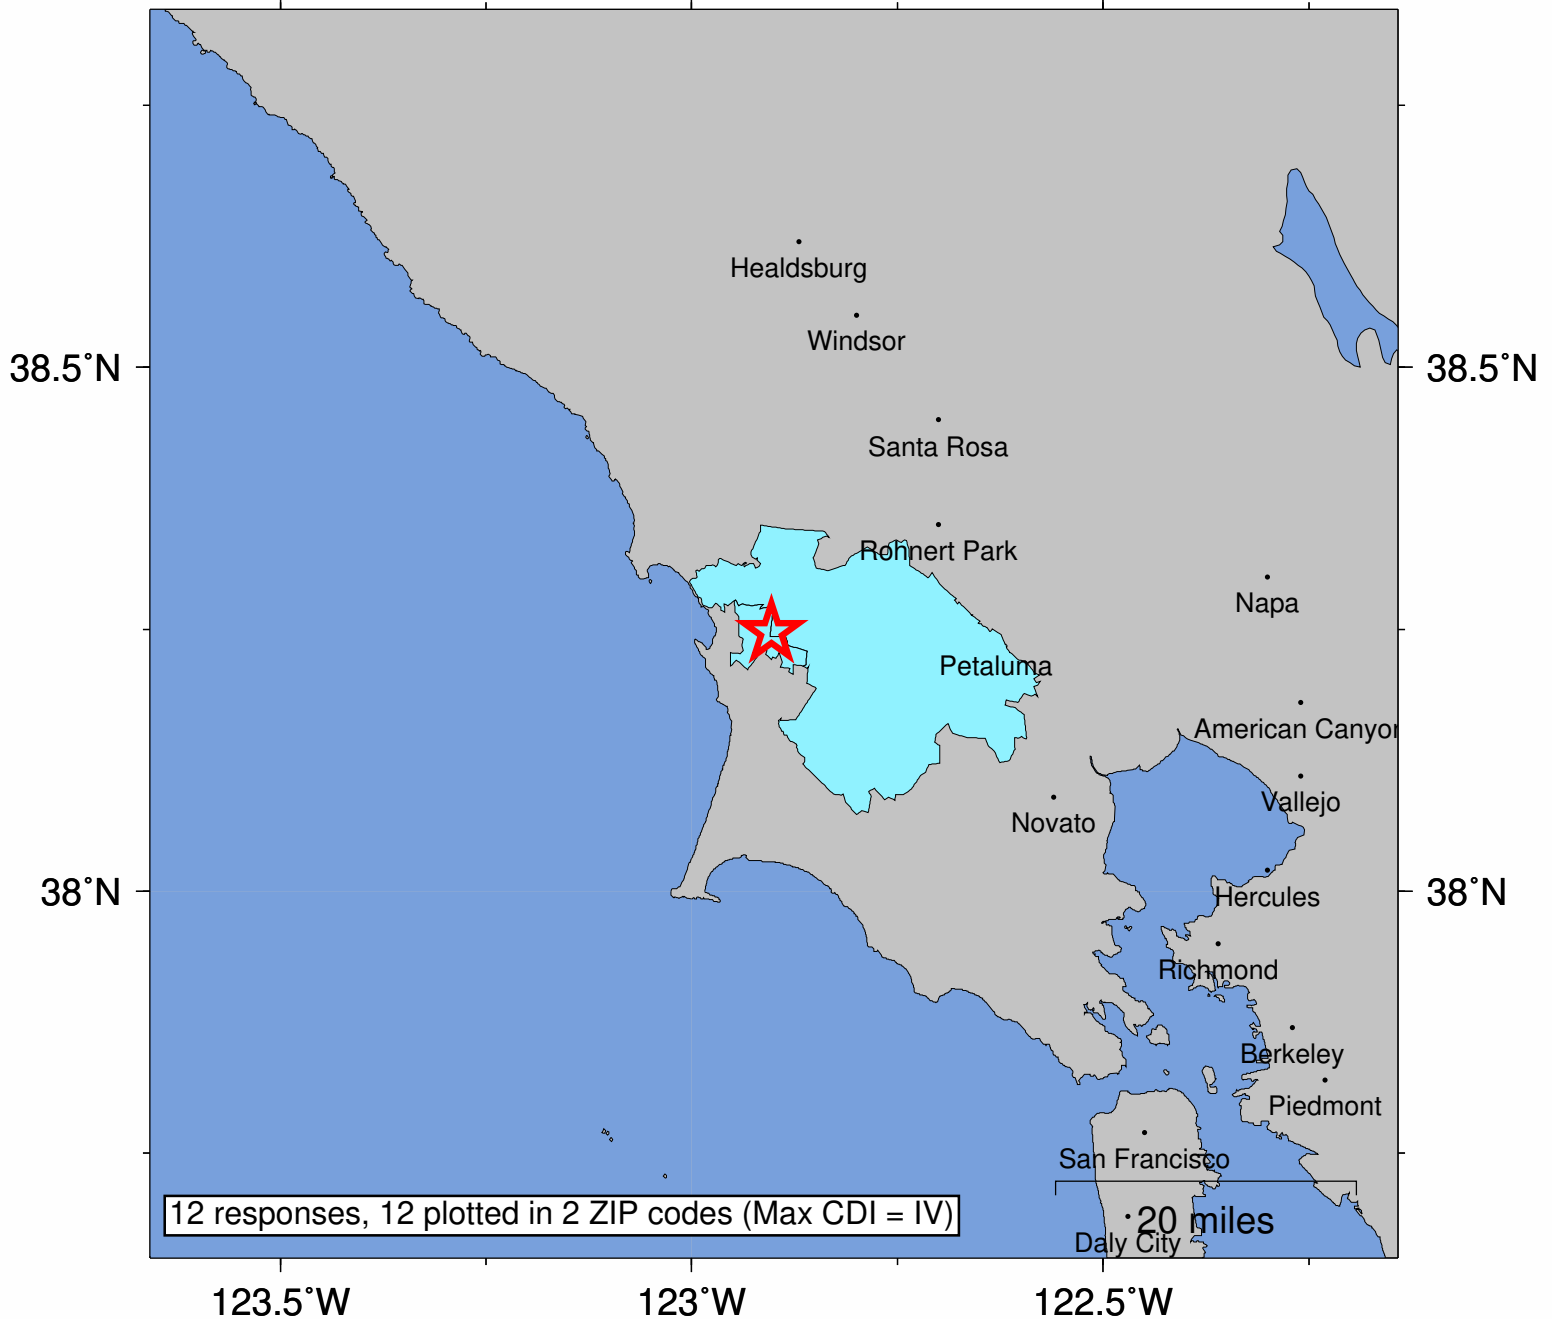 Healdsburg
Windsor
38.5°N
38.5°N
Santa Rosa
Rohnert Park
Napa
Petaluma
American Canyon
Vallejo
Novato
38°N
38°N
Hercules
Richmond
Berkeley
Piedmont
San Francisco
12 responses, 12 plotted in 2 ZIP codes (Max CDI = IV)
20 miles
Daly City
123.5°W
123°W
122.5°W